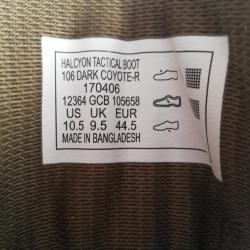 HALCYON TACTICAL BOOT
106 DARK COYOTE-R
170406
12364 GCB 105658
US UK EUR
10.5 9.5 44.5
MADE IN BANGLADESH